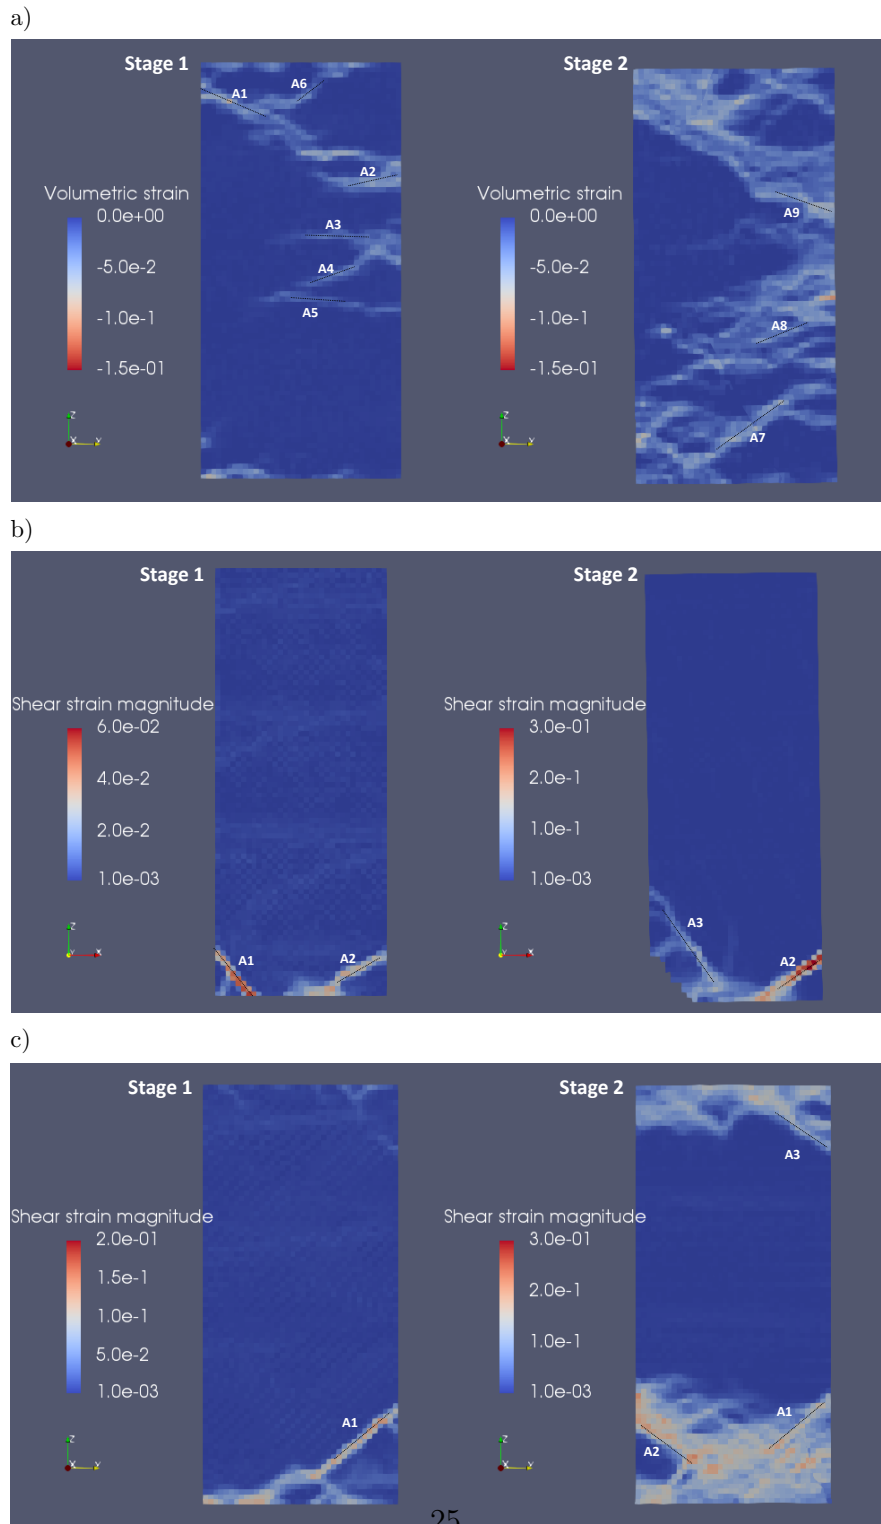 a)
Stage 1
Stage 2
A1
A6
A2
A3
A4
A5
Volumetric strain
0.0e+00
-5.0e-2
-1.0e-1
-1.5e-01
Z
X
Y
A9
A8
A7
Volumetric strain
0.0e+00
-5.0e-2
-1.0e-1
-1.5e-01
Z
X
Y
b)
Stage 1
Stage 2
Shear strain magnitude
6.0e-02
4.0e-2
2.0e-2
1.0e-03
Z
Y
X
A1
A2
Shear strain magnitude
3.0e-01
2.0e-1
1.0e-1
1.0e-03
Z
Y
X
A3
A2
c)
Stage 1
Stage 2
Shear strain magnitude
2.0e-01
1.5e-1
1.0e-1
5.0e-2
1.0e-03
Z
X
Y
A1
A3
Shear strain magnitude
3.0e-01
2.0e-1
1.0e-1
1.0e-03
Z
X
Y
A1
A2
25